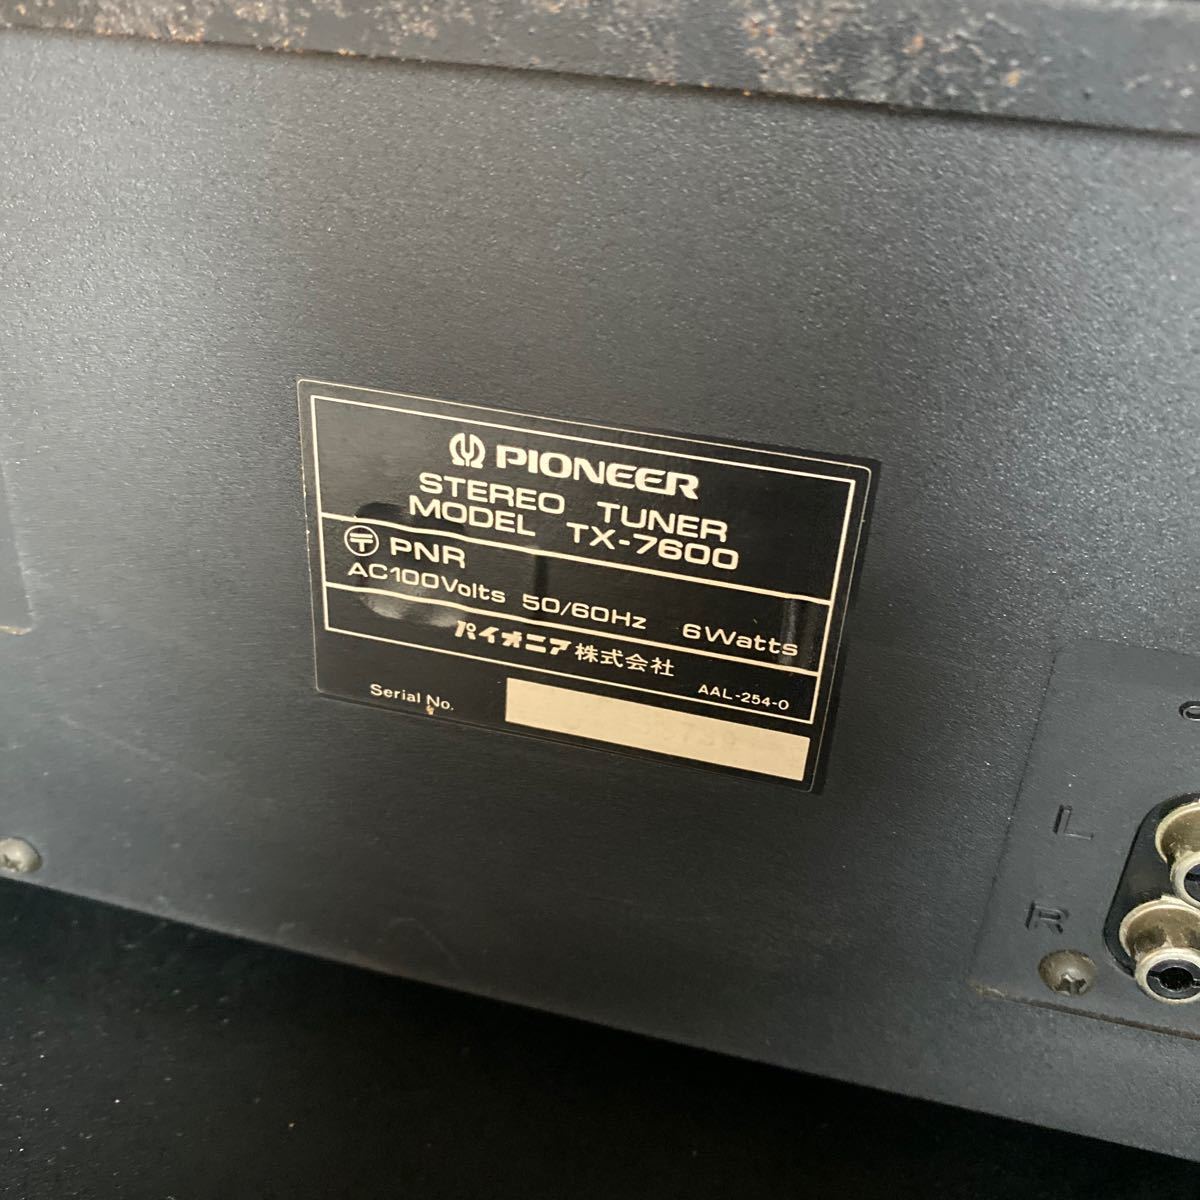 PIONEER
STEREO TUNER
MODEL TX-7600
〒 PNR
AC100Volts 50/60Hz 6Watts
パイオニア株式会社
AAL-254-0
Serial No.
L
R